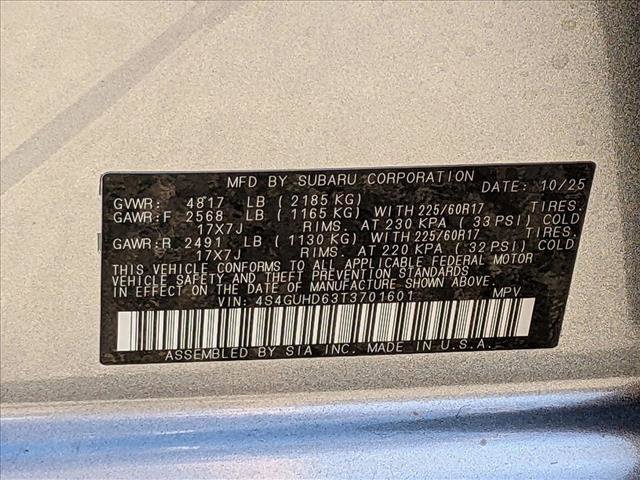 MFD BY SUBARU CORPORATION DATE: 10/25
GVWR: 4817 LB (2185 KG)
GAWR:F 2568 LB (1165 KG) WITH 225/60R17 TIRES.
17X7J RIMS. AT 230 KPA (33 PSI) COLD
GAWR:R 2491 LB (1130 KG) WITH 225/60R17 TIRES.
17X7J RIMS. AT 220 KPA (32 PSI) COLD
THIS VEHICLE CONFORMS TO ALL APPLICABLE FEDERAL MOTOR
VEHICLE SAFETY AND THEFT PREVENTION STANDARDS
IN EFFECT ON THE DATE OF MANUFACTURE SHOWN ABOVE.
VIN: 4S4GUHD63T3701601 MPV
ASSEMBLED BY SIA INC. MADE IN U.S.A.